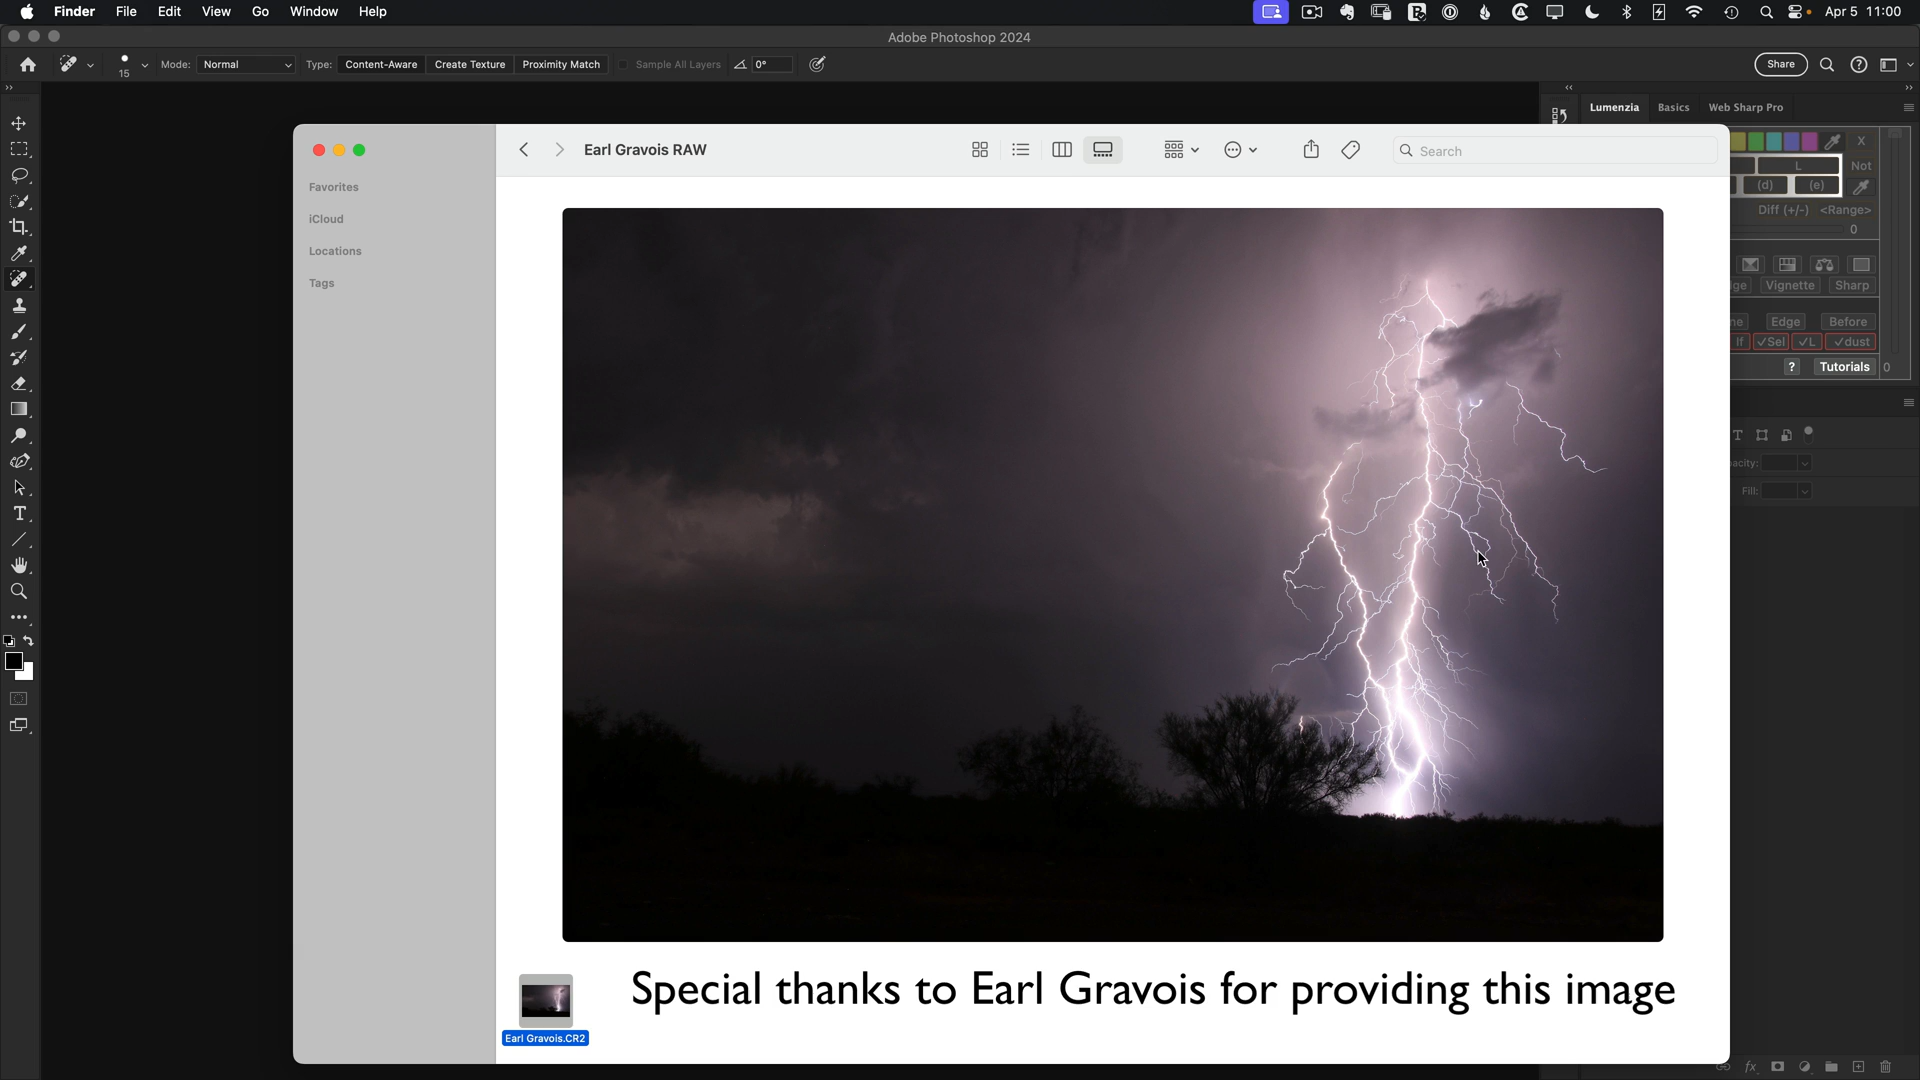 Finder File Edit View Go Window Help
Apr 5 11:00
Adobe Photoshop 2024
15
Mode: Normal
Type: Content-Aware Create Texture Proximity Match
Sample All Layers
0°
Share
Lumenzia Basics Web Sharp Pro
Earl Gravois RAW
Search
Favorites
iCloud
Locations
Tags
X
L
Not
(d)
(e)
Diff (+/-) <Range>
0
Vignette
Sharp
Edge
Before
If
✓Sel
✓L
✓dust
?
Tutorials
0
Fill:
Special thanks to Earl Gravois for providing this image
Earl Gravois.CR2
fx